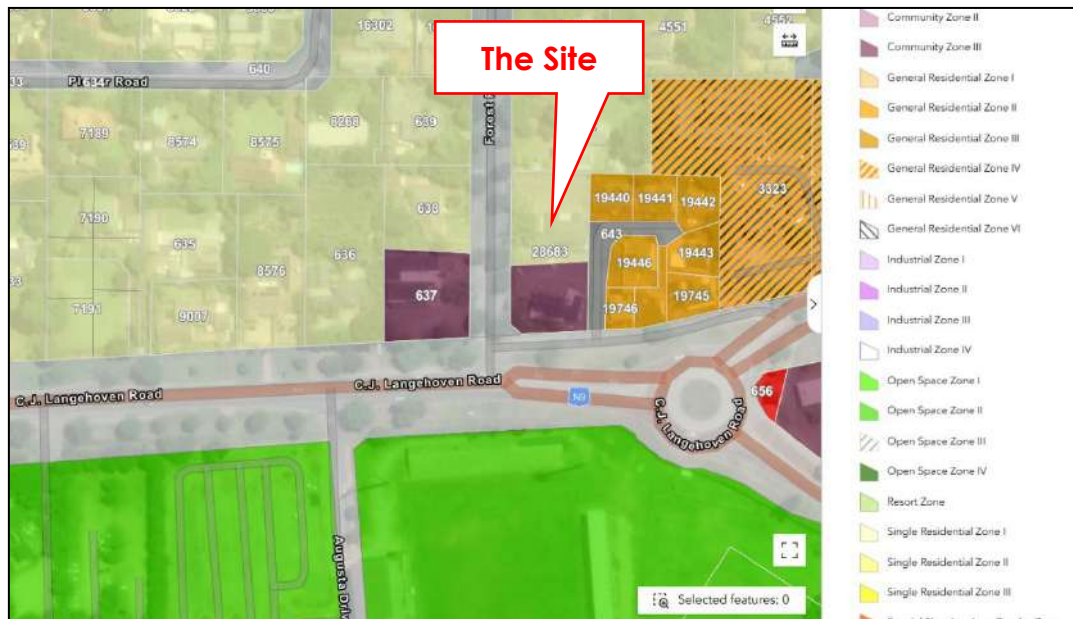 The Site
16302
4551
4552
640
634
Road
Forest
7189
8574
8575
8268
639
638
7190
635
8576
636
637
7191
9007
28683
19440
19441
19442
643
19446
19443
19746
19745
3323
656
C.J. Langehoven Road
C.J. Langehoven Road
N9
C.J. Langehoven Road
Augusta
Selected features: 0
Community Zone II
Community Zone III
General Residential Zone I
General Residential Zone II
General Residential Zone III
General Residential Zone IV
General Residential Zone V
General Residential Zone VI
Industrial Zone I
Industrial Zone II
Industrial Zone III
Industrial Zone IV
Open Space Zone I
Open Space Zone II
Open Space Zone III
Open Space Zone IV
Resort Zone
Single Residential Zone I
Single Residential Zone II
Single Residential Zone III